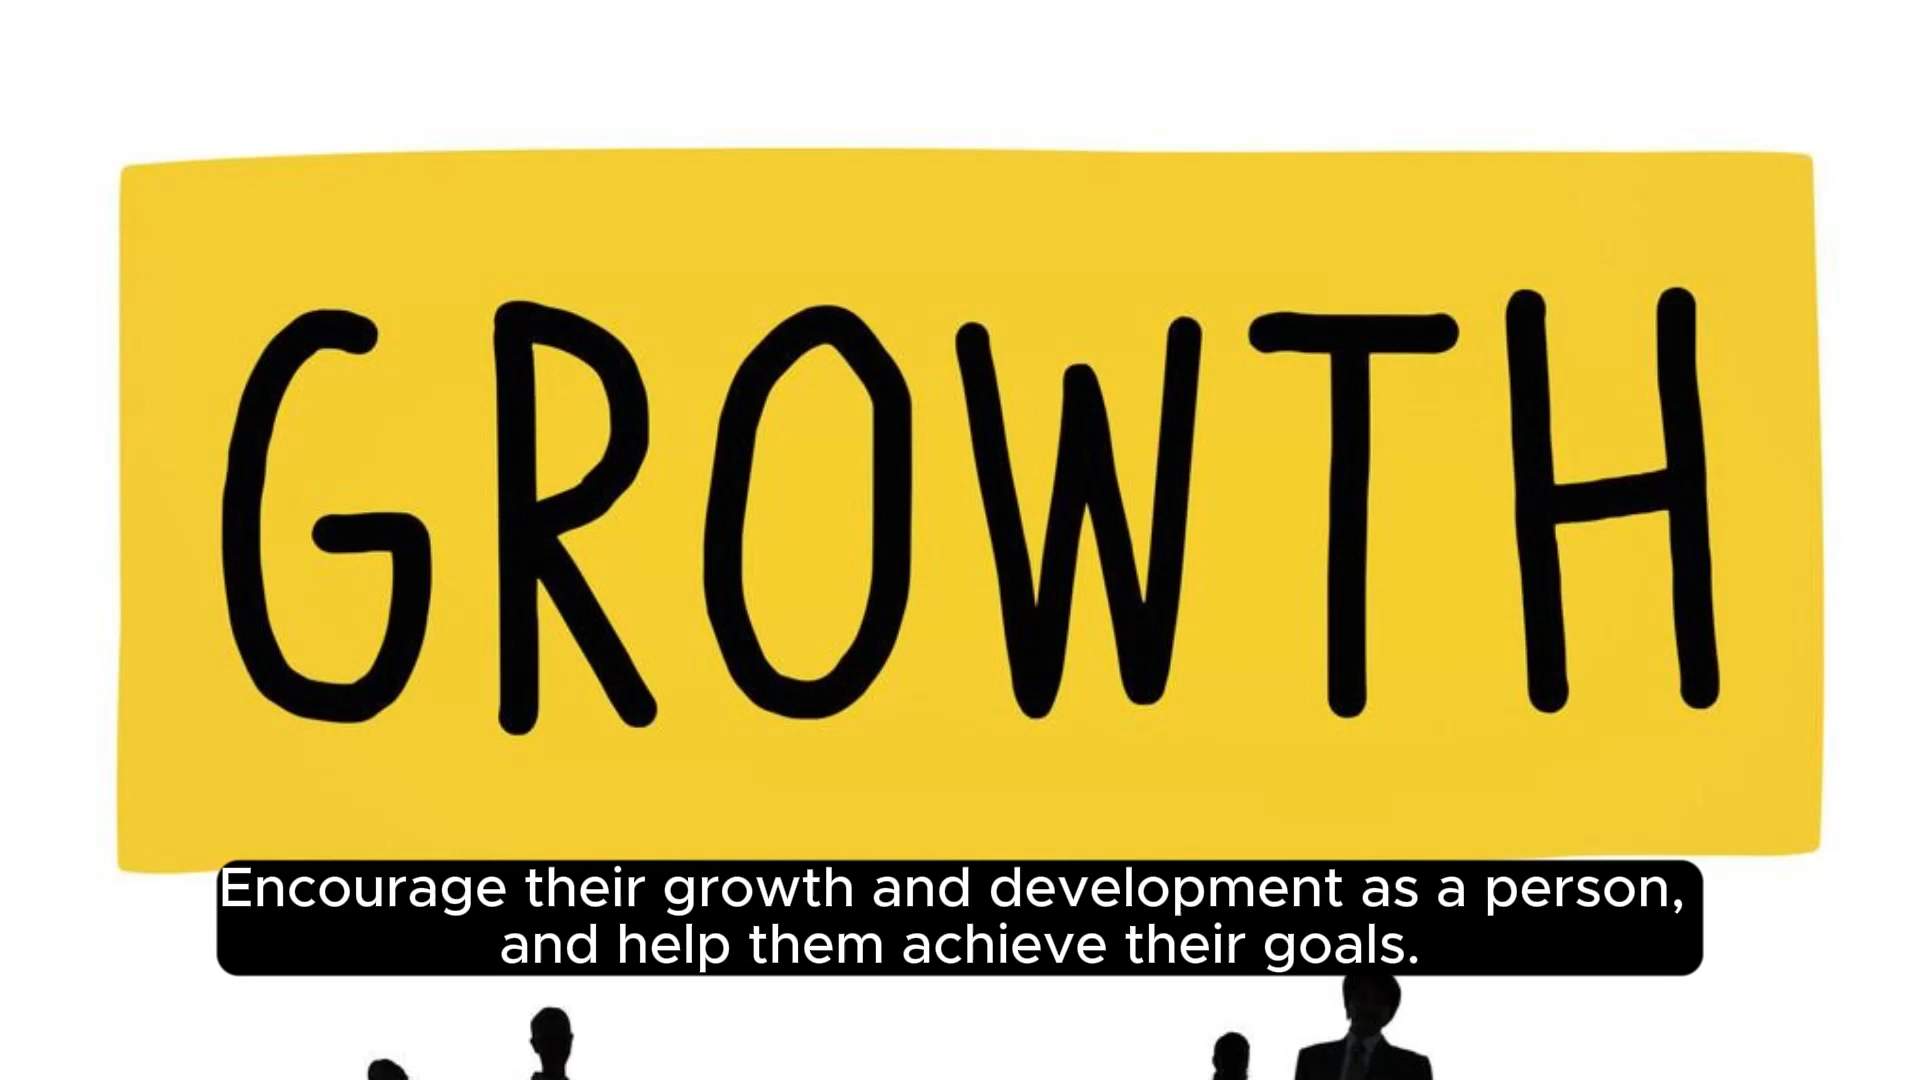 GROWTH
Encourage their growth and development as a person,
and help them achieve their goals.